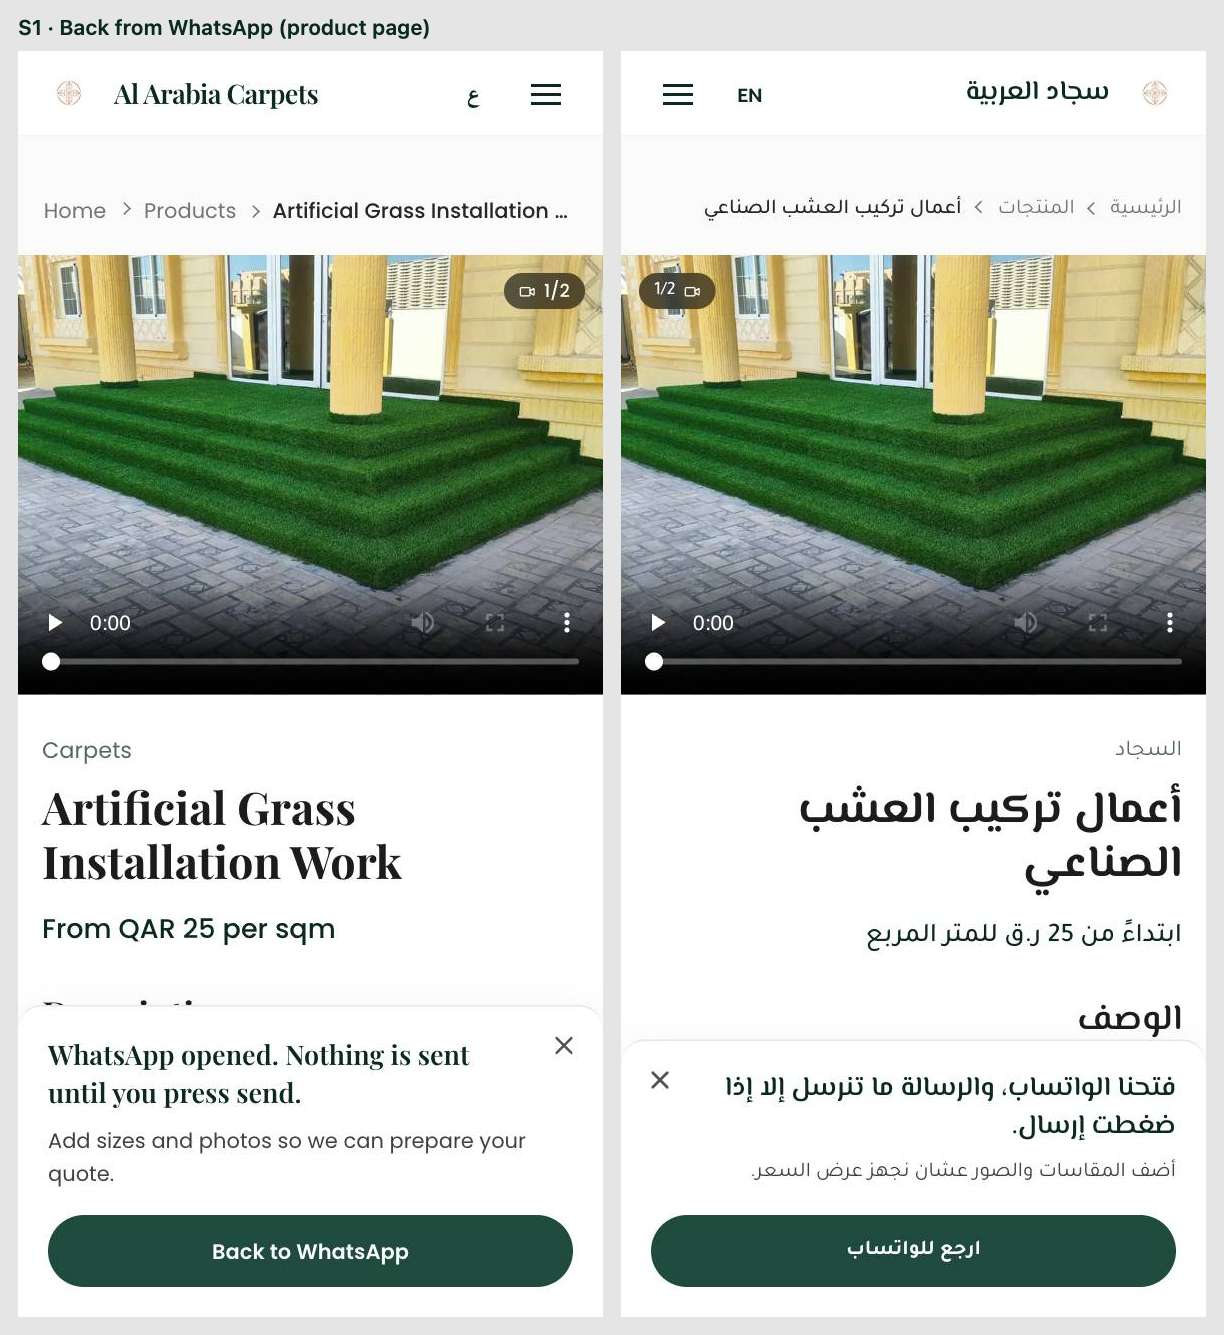 S1 · Back from WhatsApp (product page)
Al Arabia Carpets
ع
Home > Products > Artificial Grass Installation ...
1/2
0:00
Carpets
Artificial Grass
Installation Work
From QAR 25 per sqm
WhatsApp opened. Nothing is sent
until you press send.
Add sizes and photos so we can prepare your
quote.
Back to WhatsApp
سجاد العربية
EN
الرئيسية > المنتجات > أعمال تركيب العشب الصناعي
1/2
0:00
السجاد
أعمال تركيب العشب
الصناعي
ابتداءً من 25 ر.ق للمتر المربع
الوصف
فتحنا الواتساب، والرسالة ما تنرسل إلا إذا
ضغطت إرسال.
أضف المقاسات والصور عشان نجهز عرض السعر.
ارجع للواتساب